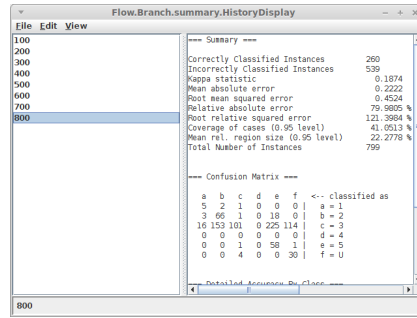 Flow.Branch.summary.HistoryDisplay
File Edit View
100
200
300
400
500
600
700
800
=== Summary ===
Correctly Classified Instances 260
Incorrectly Classified Instances 539
Kappa statistic 0.1874
Mean absolute error 0.2222
Root mean squared error 0.4524
Relative absolute error 79.9805 %
Root relative squared error 121.3984 %
Coverage of cases (0.95 level) 41.0513 %
Mean rel. region size (0.95 level) 22.2778 %
Total Number of Instances 799
=== Confusion Matrix ===
a b c d e f <-- classified as
5 2 1 0 0 0 | a = 1
3 66 1 0 18 0 | b = 2
16 153 101 0 225 114 | c = 3
0 0 0 0 0 0 | d = 4
0 0 1 0 58 1 | e = 5
0 0 4 0 0 30 | f = U
=== Detailed Accuracy By Class ===
800